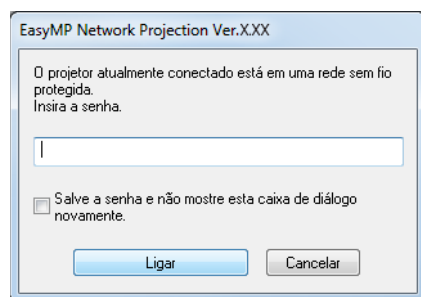 EasyMP Network Projection Ver.X.XX
O projetor atualmente conectado está em uma rede sem fio
protegida.
Insira a senha.
Salve a senha e não mostre esta caixa de diálogo
novamente.
Ligar
Cancelar